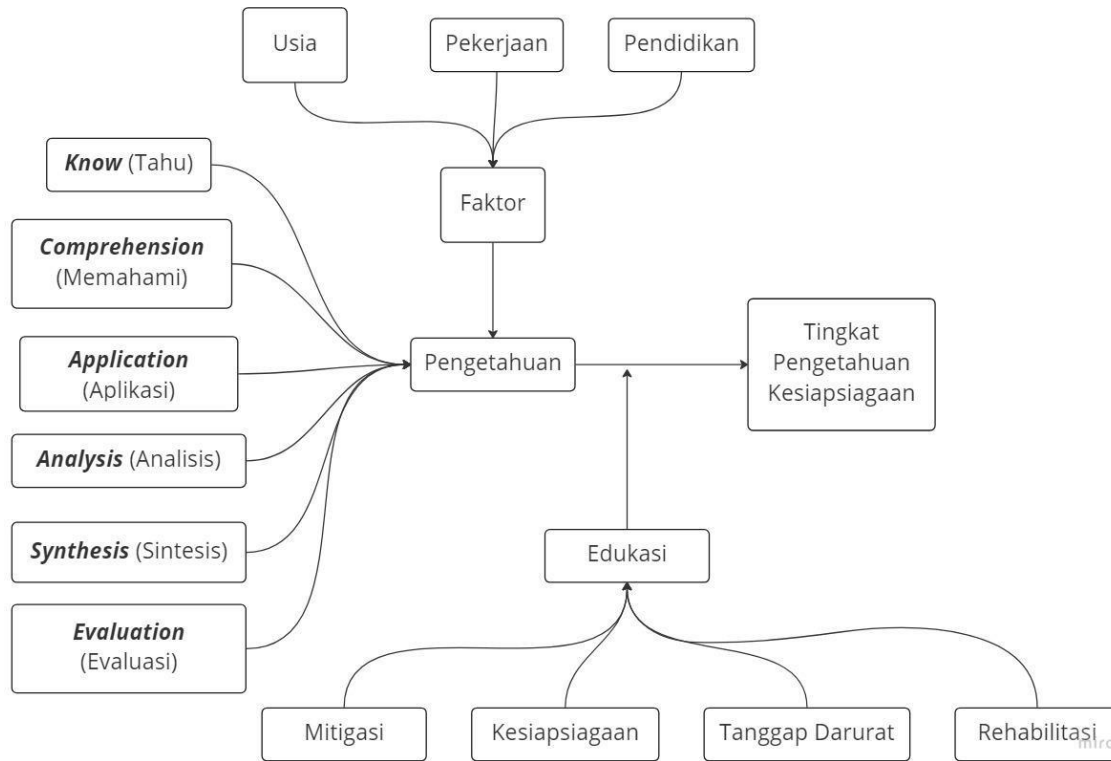 Usia
Pekerjaan
Pendidikan
Know (Tahu)
Faktor
Comprehension
(Memahami)
Application
(Aplikasi)
Pengetahuan
Tingkat
Pengetahuan
Kesiapsiagaan
Analysis (Analisis)
Synthesis (Sintesis)
Edukasi
Evaluation
(Evaluasi)
Mitigasi
Kesiapsiagaan
Tanggap Darurat
Rehabilitasi